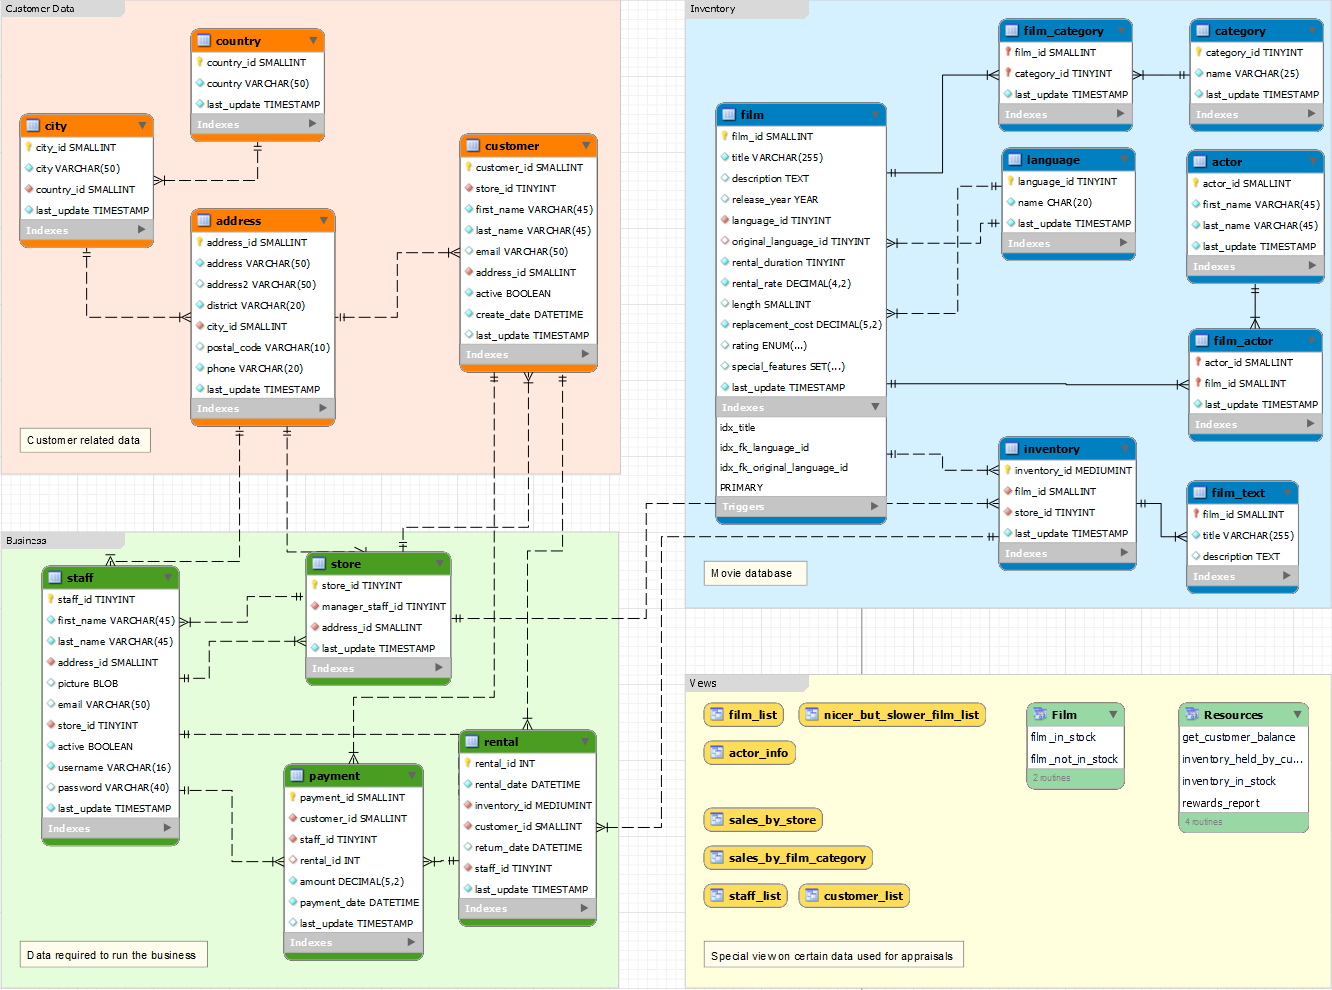 Customer Data
country
country_id SMALLINT
country VARCHAR(50)
last_update TIMESTAMP
Indexes
city
city_id SMALLINT
city VARCHAR(50)
country_id SMALLINT
last_update TIMESTAMP
Indexes
address
address_id SMALLINT
address VARCHAR(50)
address2 VARCHAR(50)
district VARCHAR(20)
city_id SMALLINT
postal_code VARCHAR(10)
phone VARCHAR(20)
last_update TIMESTAMP
Indexes
customer
customer_id SMALLINT
store_id TINYINT
first_name VARCHAR(45)
last_name VARCHAR(45)
email VARCHAR(50)
address_id SMALLINT
active BOOLEAN
create_date DATETIME
last_update TIMESTAMP
Indexes
Customer related data
Inventory
film
film_id SMALLINT
title VARCHAR(255)
description TEXT
release_year YEAR
language_id TINYINT
original_language_id TINYINT
rental_duration TINYINT
rental_rate DECIMAL(4,2)
length SMALLINT
replacement_cost DECIMAL(5,2)
rating ENUM(...)
special_features SET(...)
last_update TIMESTAMP
Indexes
idx_title
idx_fk_language_id
idx_fk_original_language_id
PRIMARY
Triggers
film_category
film_id SMALLINT
category_id TINYINT
last_update TIMESTAMP
Indexes
category
category_id TINYINT
name VARCHAR(25)
last_update TIMESTAMP
Indexes
language
language_id TINYINT
name CHAR(20)
last_update TIMESTAMP
Indexes
actor
actor_id SMALLINT
first_name VARCHAR(45)
last_name VARCHAR(45)
last_update TIMESTAMP
Indexes
film_actor
actor_id SMALLINT
film_id SMALLINT
last_update TIMESTAMP
Indexes
inventory
inventory_id MEDIUMINT
film_id SMALLINT
store_id TINYINT
last_update TIMESTAMP
Indexes
film_text
film_id SMALLINT
title VARCHAR(255)
description TEXT
Indexes
Movie database
Business
staff
staff_id TINYINT
first_name VARCHAR(45)
last_name VARCHAR(45)
address_id SMALLINT
picture BLOB
email VARCHAR(50)
store_id TINYINT
active BOOLEAN
username VARCHAR(16)
password VARCHAR(40)
last_update TIMESTAMP
Indexes
store
store_id TINYINT
manager_staff_id TINYINT
address_id SMALLINT
last_update TIMESTAMP
Indexes
payment
payment_id SMALLINT
customer_id SMALLINT
staff_id TINYINT
rental_id INT
amount DECIMAL(5,2)
payment_date DATETIME
last_update TIMESTAMP
Indexes
rental
rental_id INT
rental_date DATETIME
inventory_id MEDIUMINT
customer_id SMALLINT
return_date DATETIME
staff_id TINYINT
last_update TIMESTAMP
Indexes
Data required to run the business
Views
film_list
nicer_but_slower_film_list
actor_info
sales_by_store
sales_by_film_category
staff_list
customer_list
Film
film_in_stock
film_not_in_stock
2 routines
Resources
get_customer_balance
inventory_held_by_cu...
inventory_in_stock
rewards_report
4 routines
Special view on certain data used for appraisals